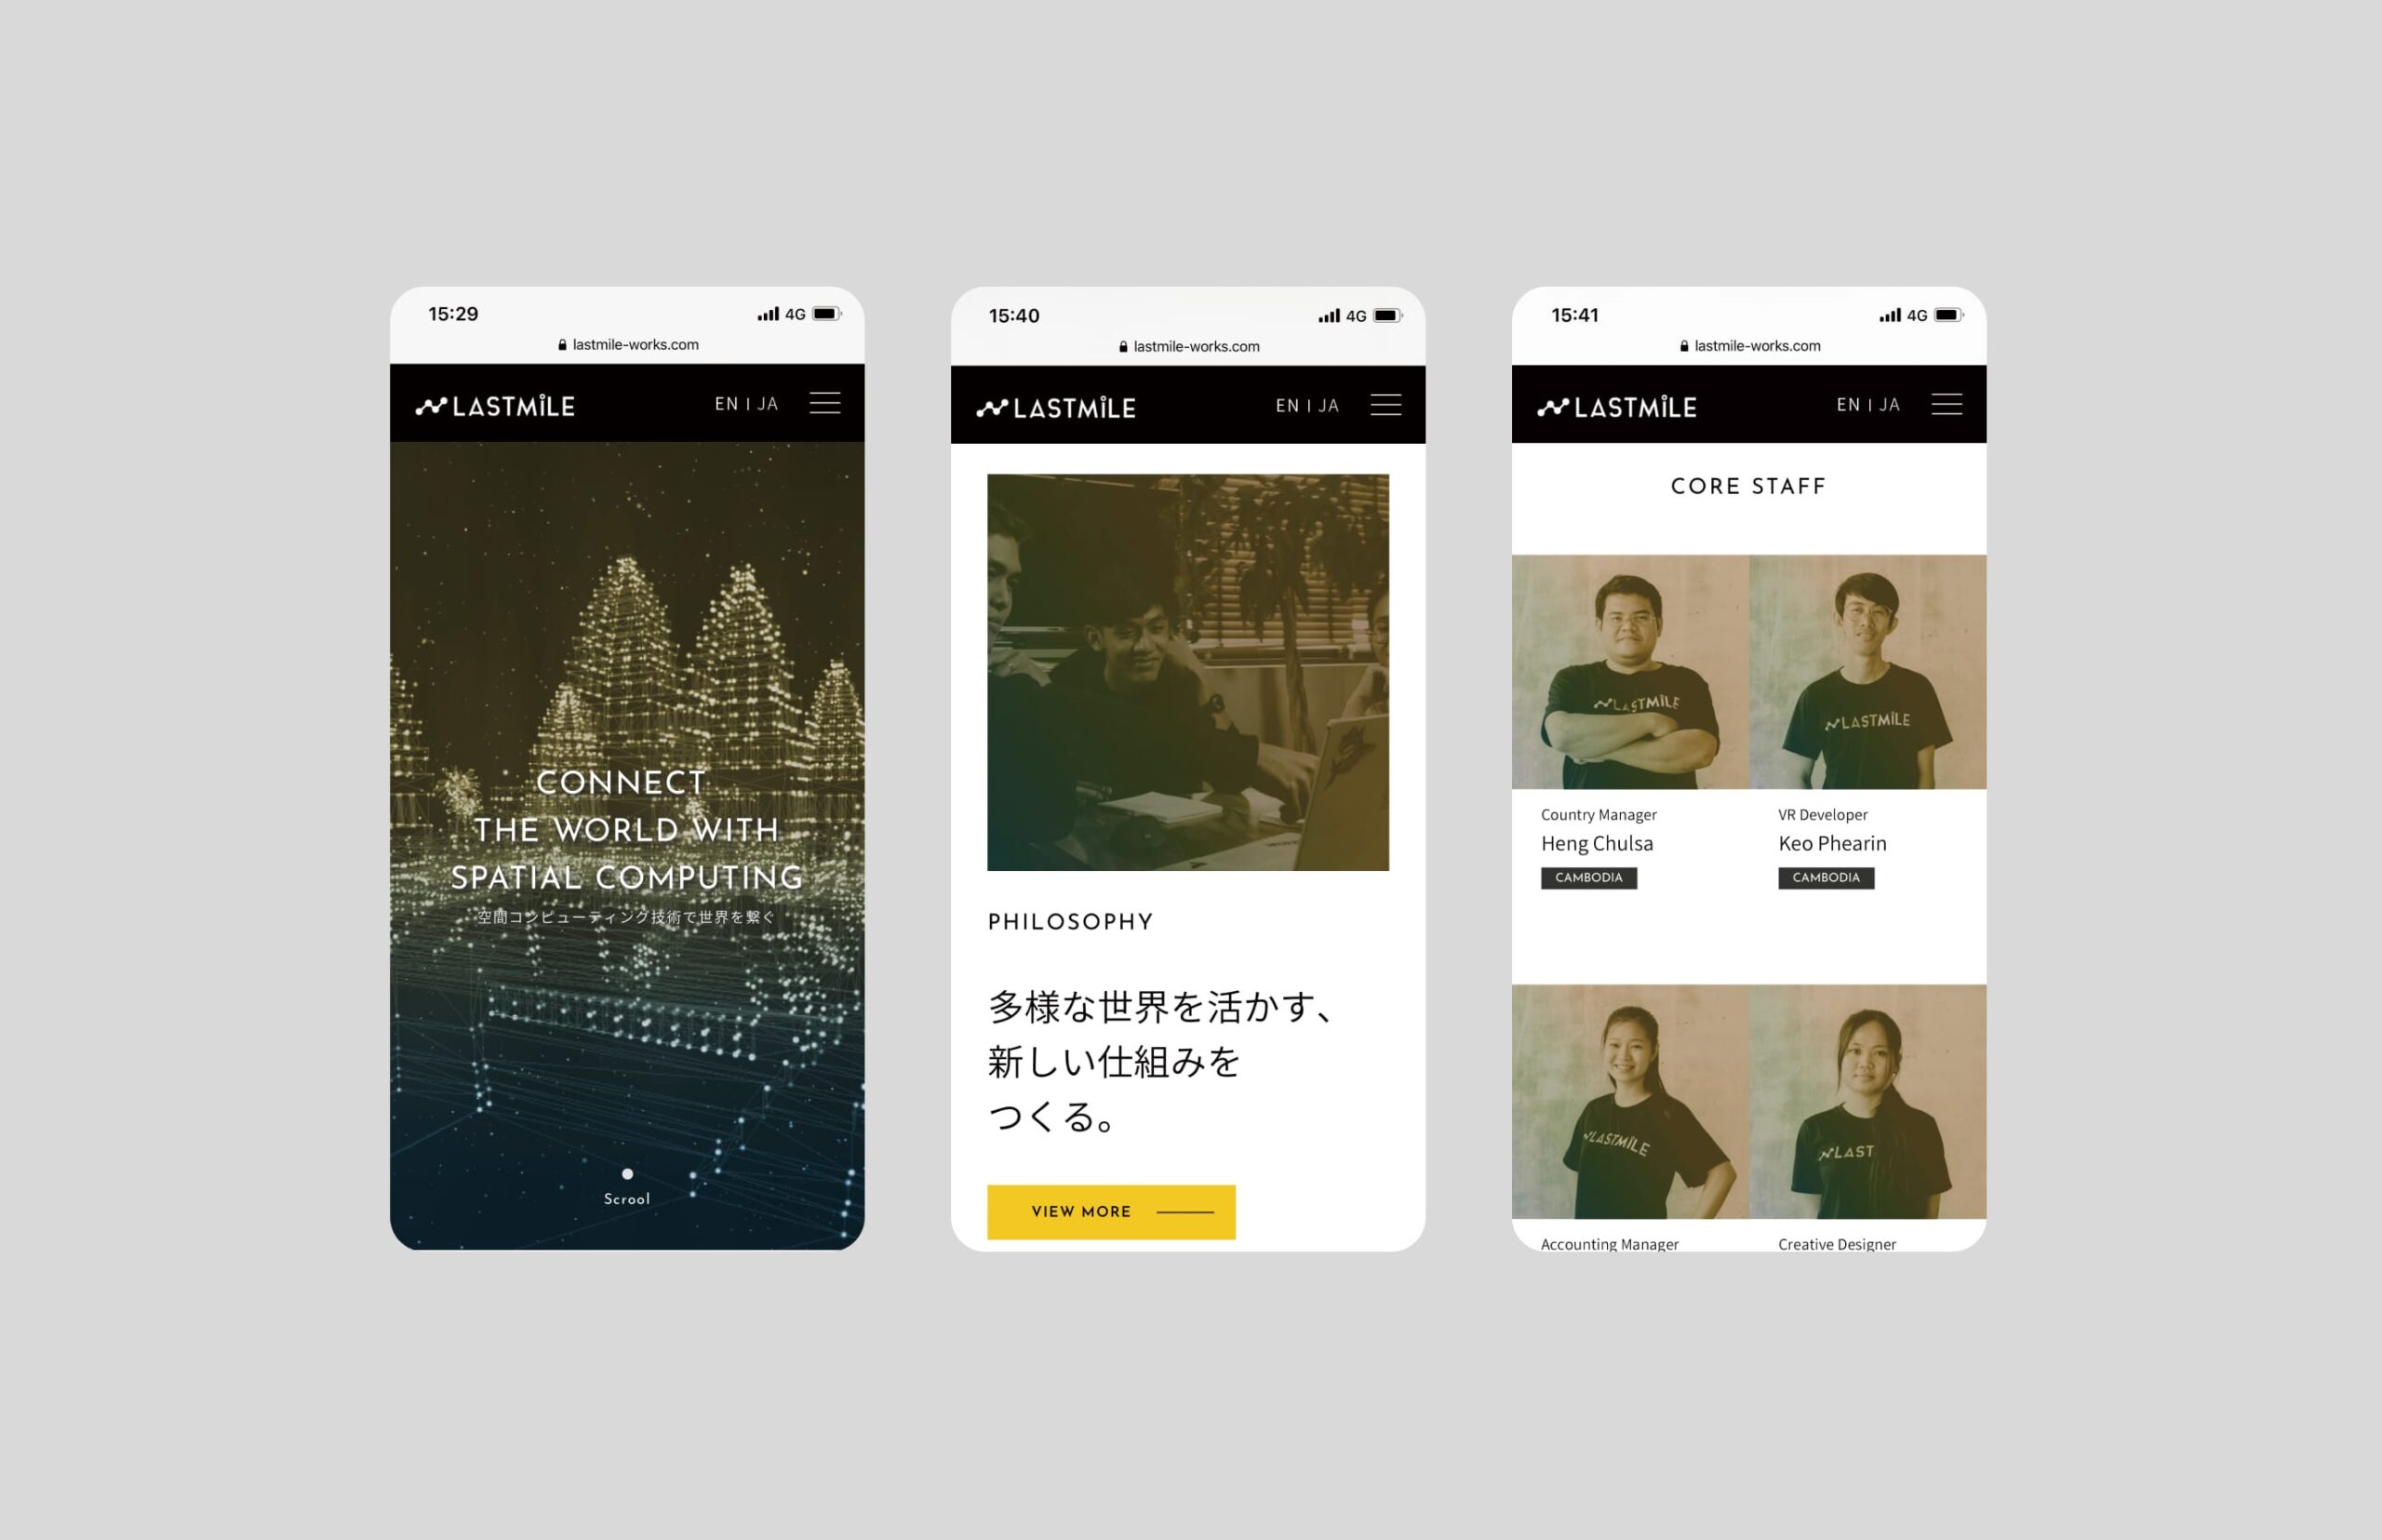 15:29
4G
lastmile-works.com
LASTMiLE
EN | JA
CONNECT
THE WORLD WITH
SPATIAL COMPUTING
空間コンピューティング技術で世界を繋ぐ
Scrool
15:40
4G
lastmile-works.com
LASTMiLE
EN | JA
PHILOSOPHY
多様な世界を活かす、
新しい仕組みを
つくる。
VIEW MORE
15:41
4G
lastmile-works.com
LASTMiLE
EN | JA
CORE STAFF
LASTMiLE
LASTMiLE
Country Manager
Heng Chulsa
CAMBODIA
VR Developer
Keo Phearin
CAMBODIA
LASTMiLE
LAST
Accounting Manager
Creative Designer